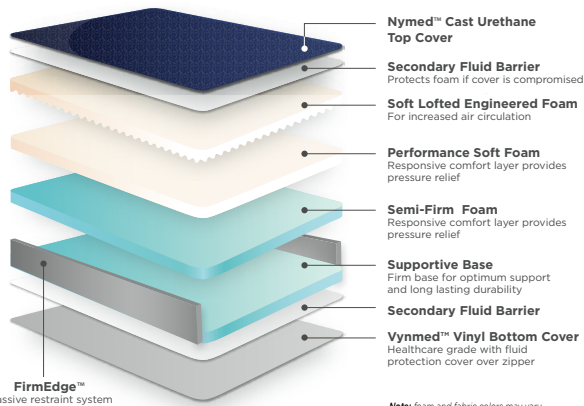 Nymed™ Cast Urethane
Top Cover
Secondary Fluid Barrier
Protects foam if cover is compromised
Soft Lofted Engineered Foam
For increased air circulation
Performance Soft Foam
Responsive comfort layer provides
pressure relief
Semi-Firm Foam
Responsive comfort layer provides
pressure relief
Supportive Base
Firm base for optimum support
and long lasting durability
Secondary Fluid Barrier
Vynmed™ Vinyl Bottom Cover
Healthcare grade with fluid
protection cover over zipper
FirmEdge™
assive restraint system
Note: foam and fabric colors may vary